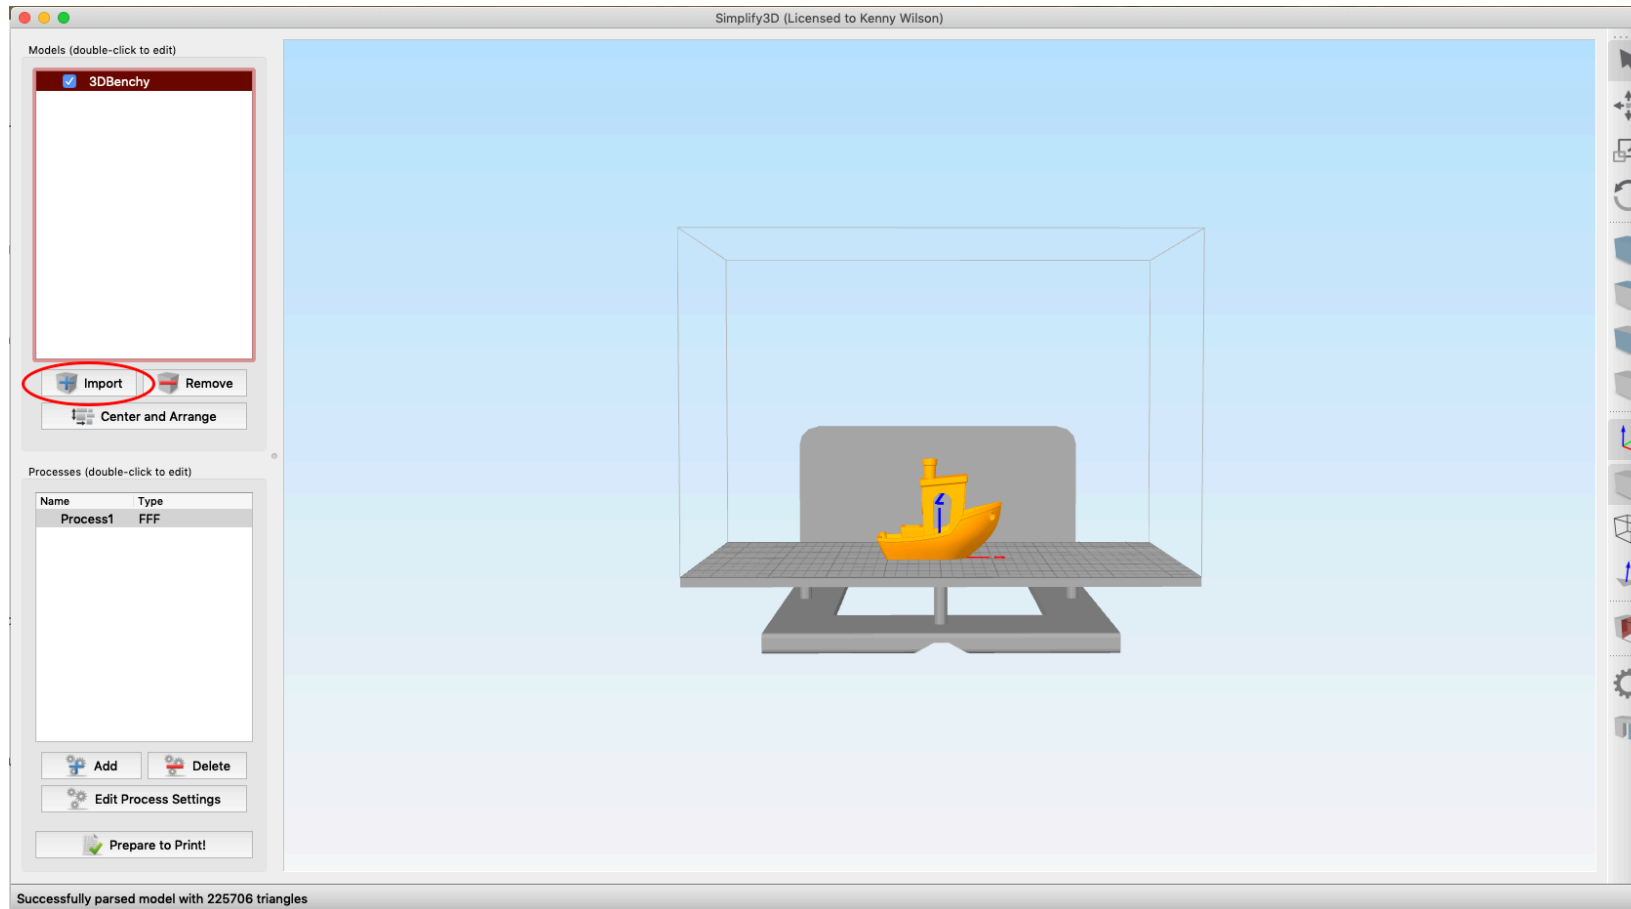 Simplify3D (Licensed to Kenny Wilson)
Models (double-click to edit)
3DBenchy
Import
Remove
Center and Arrange
Processes (double-click to edit)
Name Type
Process1 FFF
Add
Delete
Edit Process Settings
Prepare to Print!
Z
Successfully parsed model with 225706 triangles